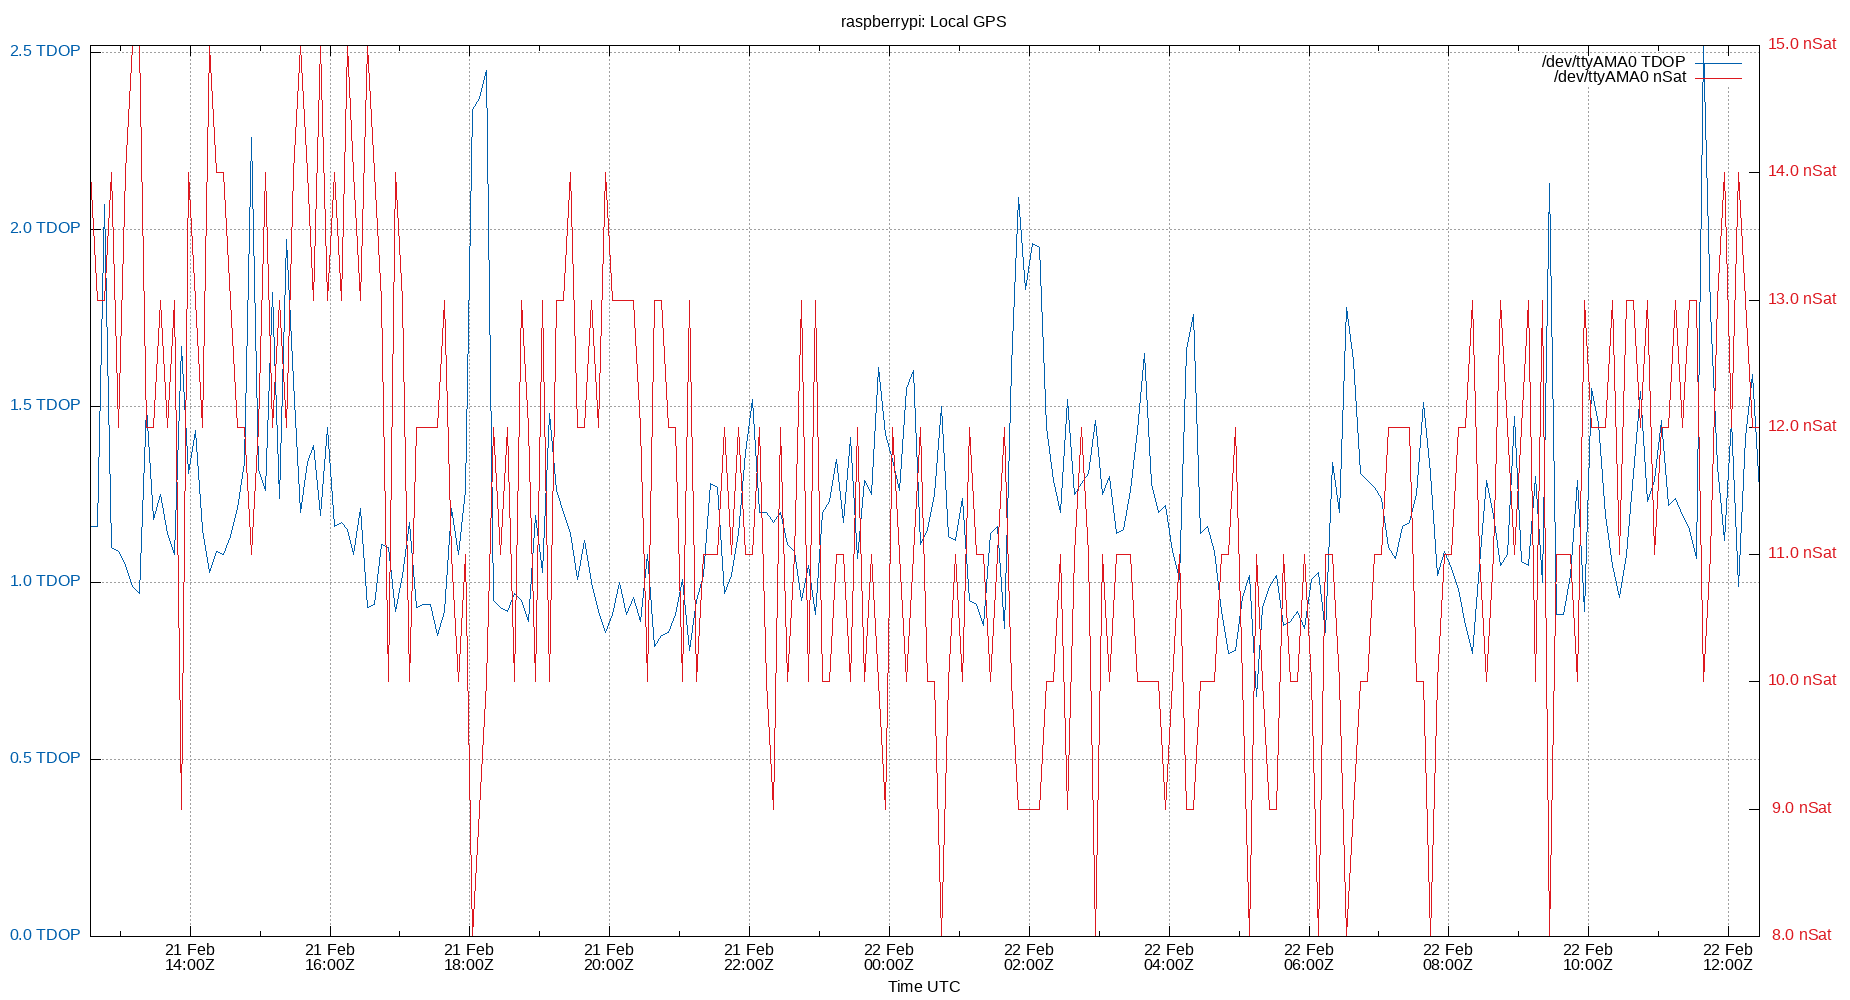 raspberrypi: Local GPS
2.5 TDOP
2.0 TDOP
1.5 TDOP
1.0 TDOP
0.5 TDOP
0.0 TDOP
15.0 nSat
14.0 nSat
13.0 nSat
12.0 nSat
11.0 nSat
10.0 nSat
9.0 nSat
8.0 nSat
/dev/ttyAMA0 TDOP
/dev/ttyAMA0 nSat
21 Feb
14:00Z
21 Feb
16:00Z
21 Feb
18:00Z
21 Feb
20:00Z
21 Feb
22:00Z
22 Feb
00:00Z
22 Feb
02:00Z
22 Feb
04:00Z
22 Feb
06:00Z
22 Feb
08:00Z
22 Feb
10:00Z
22 Feb
12:00Z
Time UTC